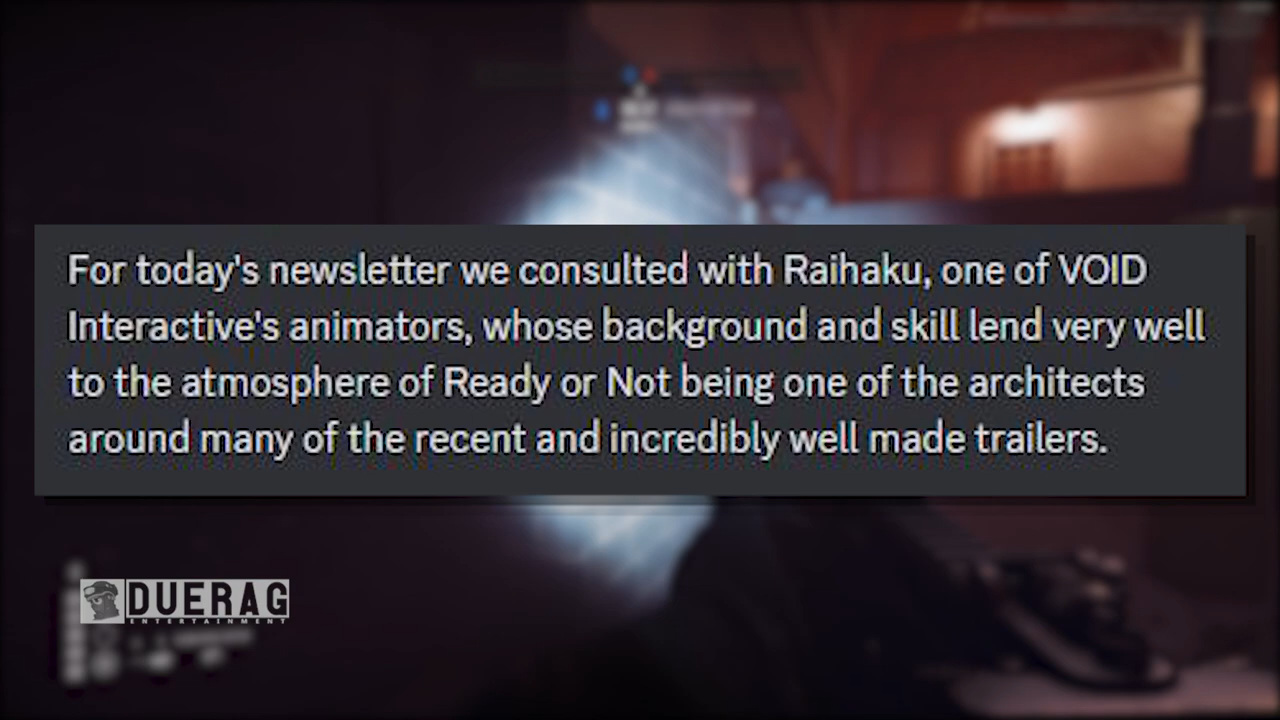 For today's newsletter we consulted with Raihaku, one of VOID
Interactive's animators, whose background and skill lend very well
to the atmosphere of Ready or Not being one of the architects
around many of the recent and incredibly well made trailers.
DUERAG
ENTERTAINMENT